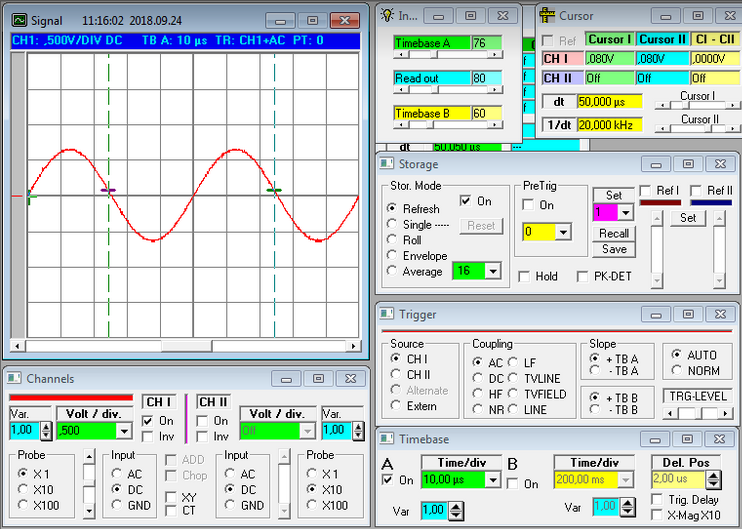 Signal 11:16:02 2018.09.24
CH1: ,500V/DIV DC TB A: 10 µs TR: CH1+AC PT: 0
In...
Timebase A 76
Read out 80
Timebase B 60
Cursor
Ref Cursor I Cursor II CI - CII
CH I ,080V ,080V ,0000V
CH II Off Off Off
dt 50,000 µs Cursor I
1/dt 20,000 kHz Cursor II
dt 50,050 µs ...
Storage
Stor. Mode
On
Refresh
Single -----
Reset
Roll
Envelope
Average 16
PreTrig
On
0
Set
1
Recall
Save
Ref I Ref II
Set
Hold PK-DET
Trigger
Source
CH I
CH II
Alternate
Extern
Coupling
AC LF
DC TVLINE
HF TVFIELD
NR LINE
Slope
+ TB A
- TB A
+ TB B
- TB B
AUTO
NORM
TRG-LEVEL
Channels
Var. Volt / div. CH I CH II Volt / div. Var.
1,00 ,500 On On Off 1,00
Inv Inv
Probe
X 1
X10
X100
Input
AC
DC
GND
ADD
Chop
XY
CT
Input
AC
DC
GND
Probe
X 1
X10
X100
Timebase
A Time/div B Time/div Del. Pos
On 10,00 µs On 200,00 ms 2,00 us
Var 1,00 Var 1,00
Trig. Delay
X-Mag X10